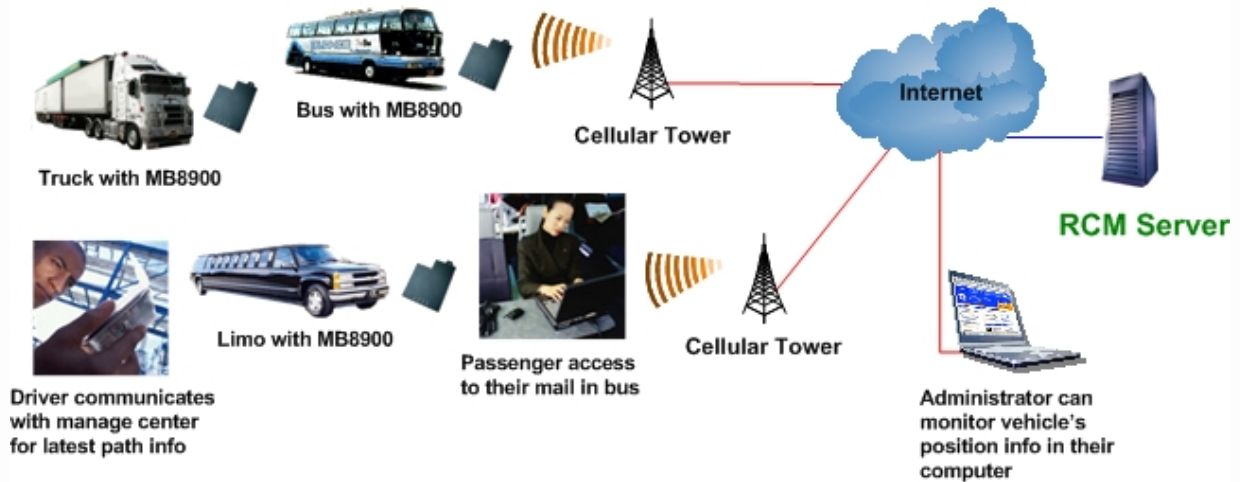 Bus with MB8900
Cellular Tower
Internet
Truck with MB8900
RCM Server
Limo with MB8900
Cellular Tower
Passenger access
to their mail in bus
Driver communicates
with manage center
for latest path info
Administrator can
monitor vehicle's
position info in their
computer